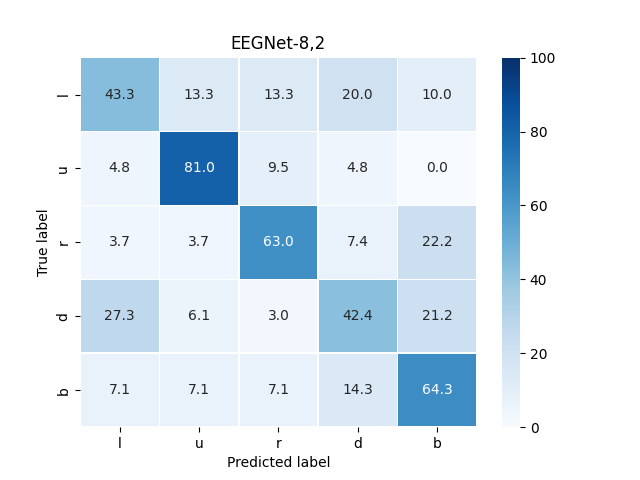 EEGNet-8,2
True label
l 43.3 13.3 13.3 20.0 10.0
u 4.8 81.0 9.5 4.8 0.0
r 3.7 3.7 63.0 7.4 22.2
d 27.3 6.1 3.0 42.4 21.2
b 7.1 7.1 7.1 14.3 64.3
l u r d b
Predicted label
100
80
60
40
20
0